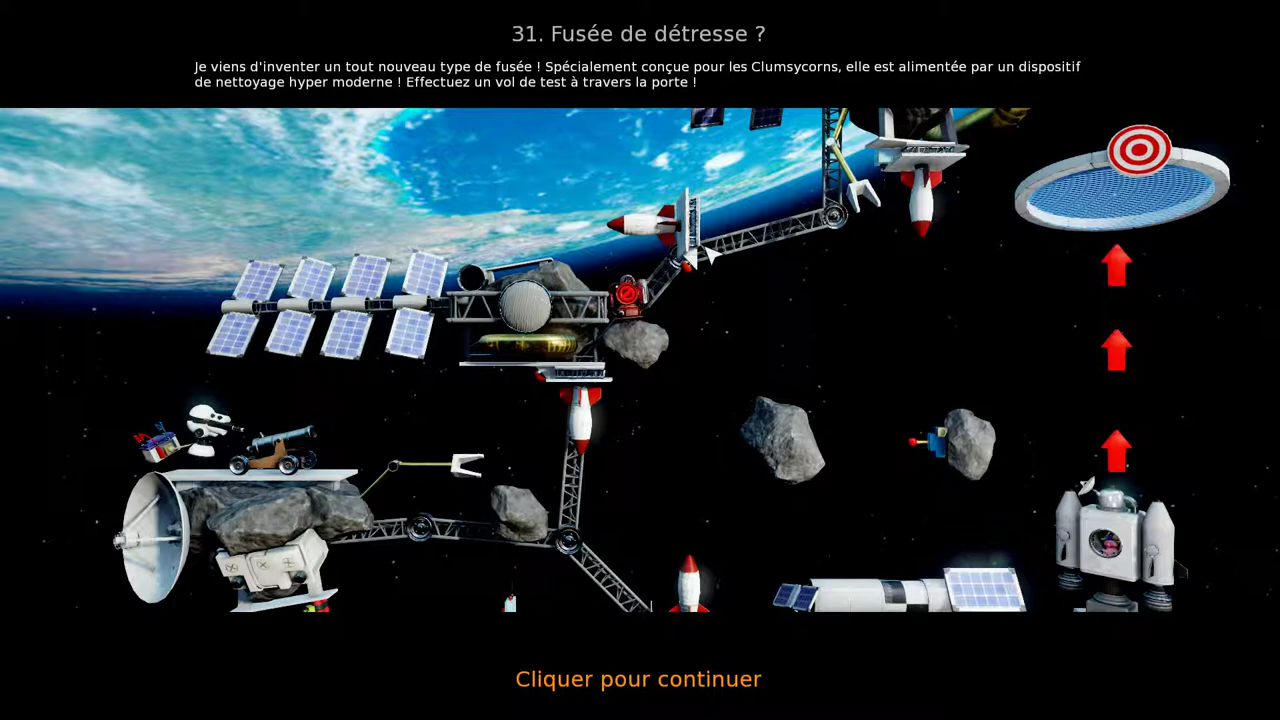 31. Fusée de détresse ?
Je viens d'inventer un tout nouveau type de fusée ! Spécialement conçue pour les Clumsycorns, elle est alimentée par un dispositif
de nettoyage hyper moderne ! Effectuez un vol de test à travers la porte !
Cliquer pour continuer